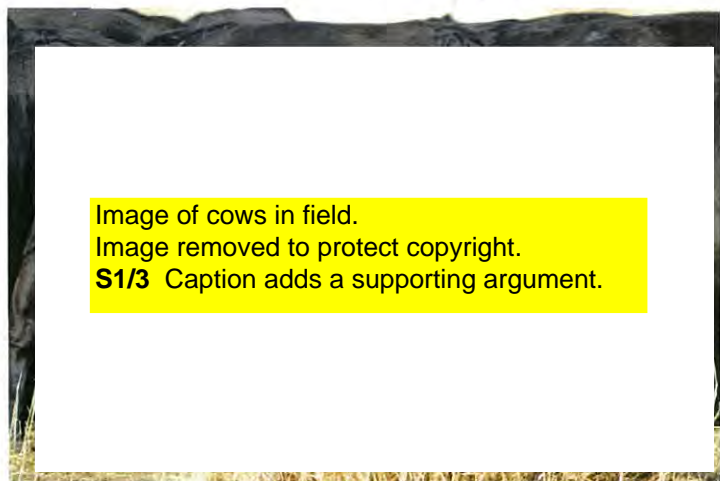 Image of cows in field.
Image removed to protect copyright.
S1/3 Caption adds a supporting argument.